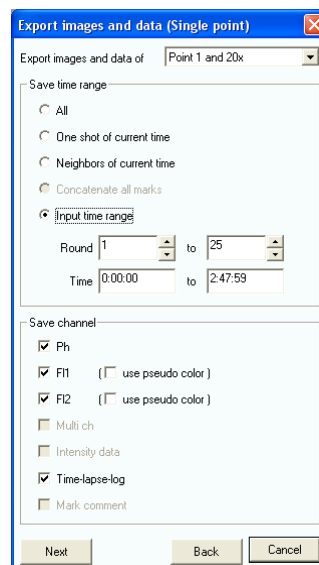 Export images and data (Single point)
Export images and data of Point 1 and 20x
Save time range
All
One shot of current time
Neighbors of current time
Concatenate all marks
Input time range
Round 1 to 25
Time 0:00:00 to 2:47:59
Save channel
Ph
Fl1 ( use pseudo color )
Fl2 ( use pseudo color )
Multi ch
Intensity data
Time-lapse-log
Mark comment
Next Back Cancel